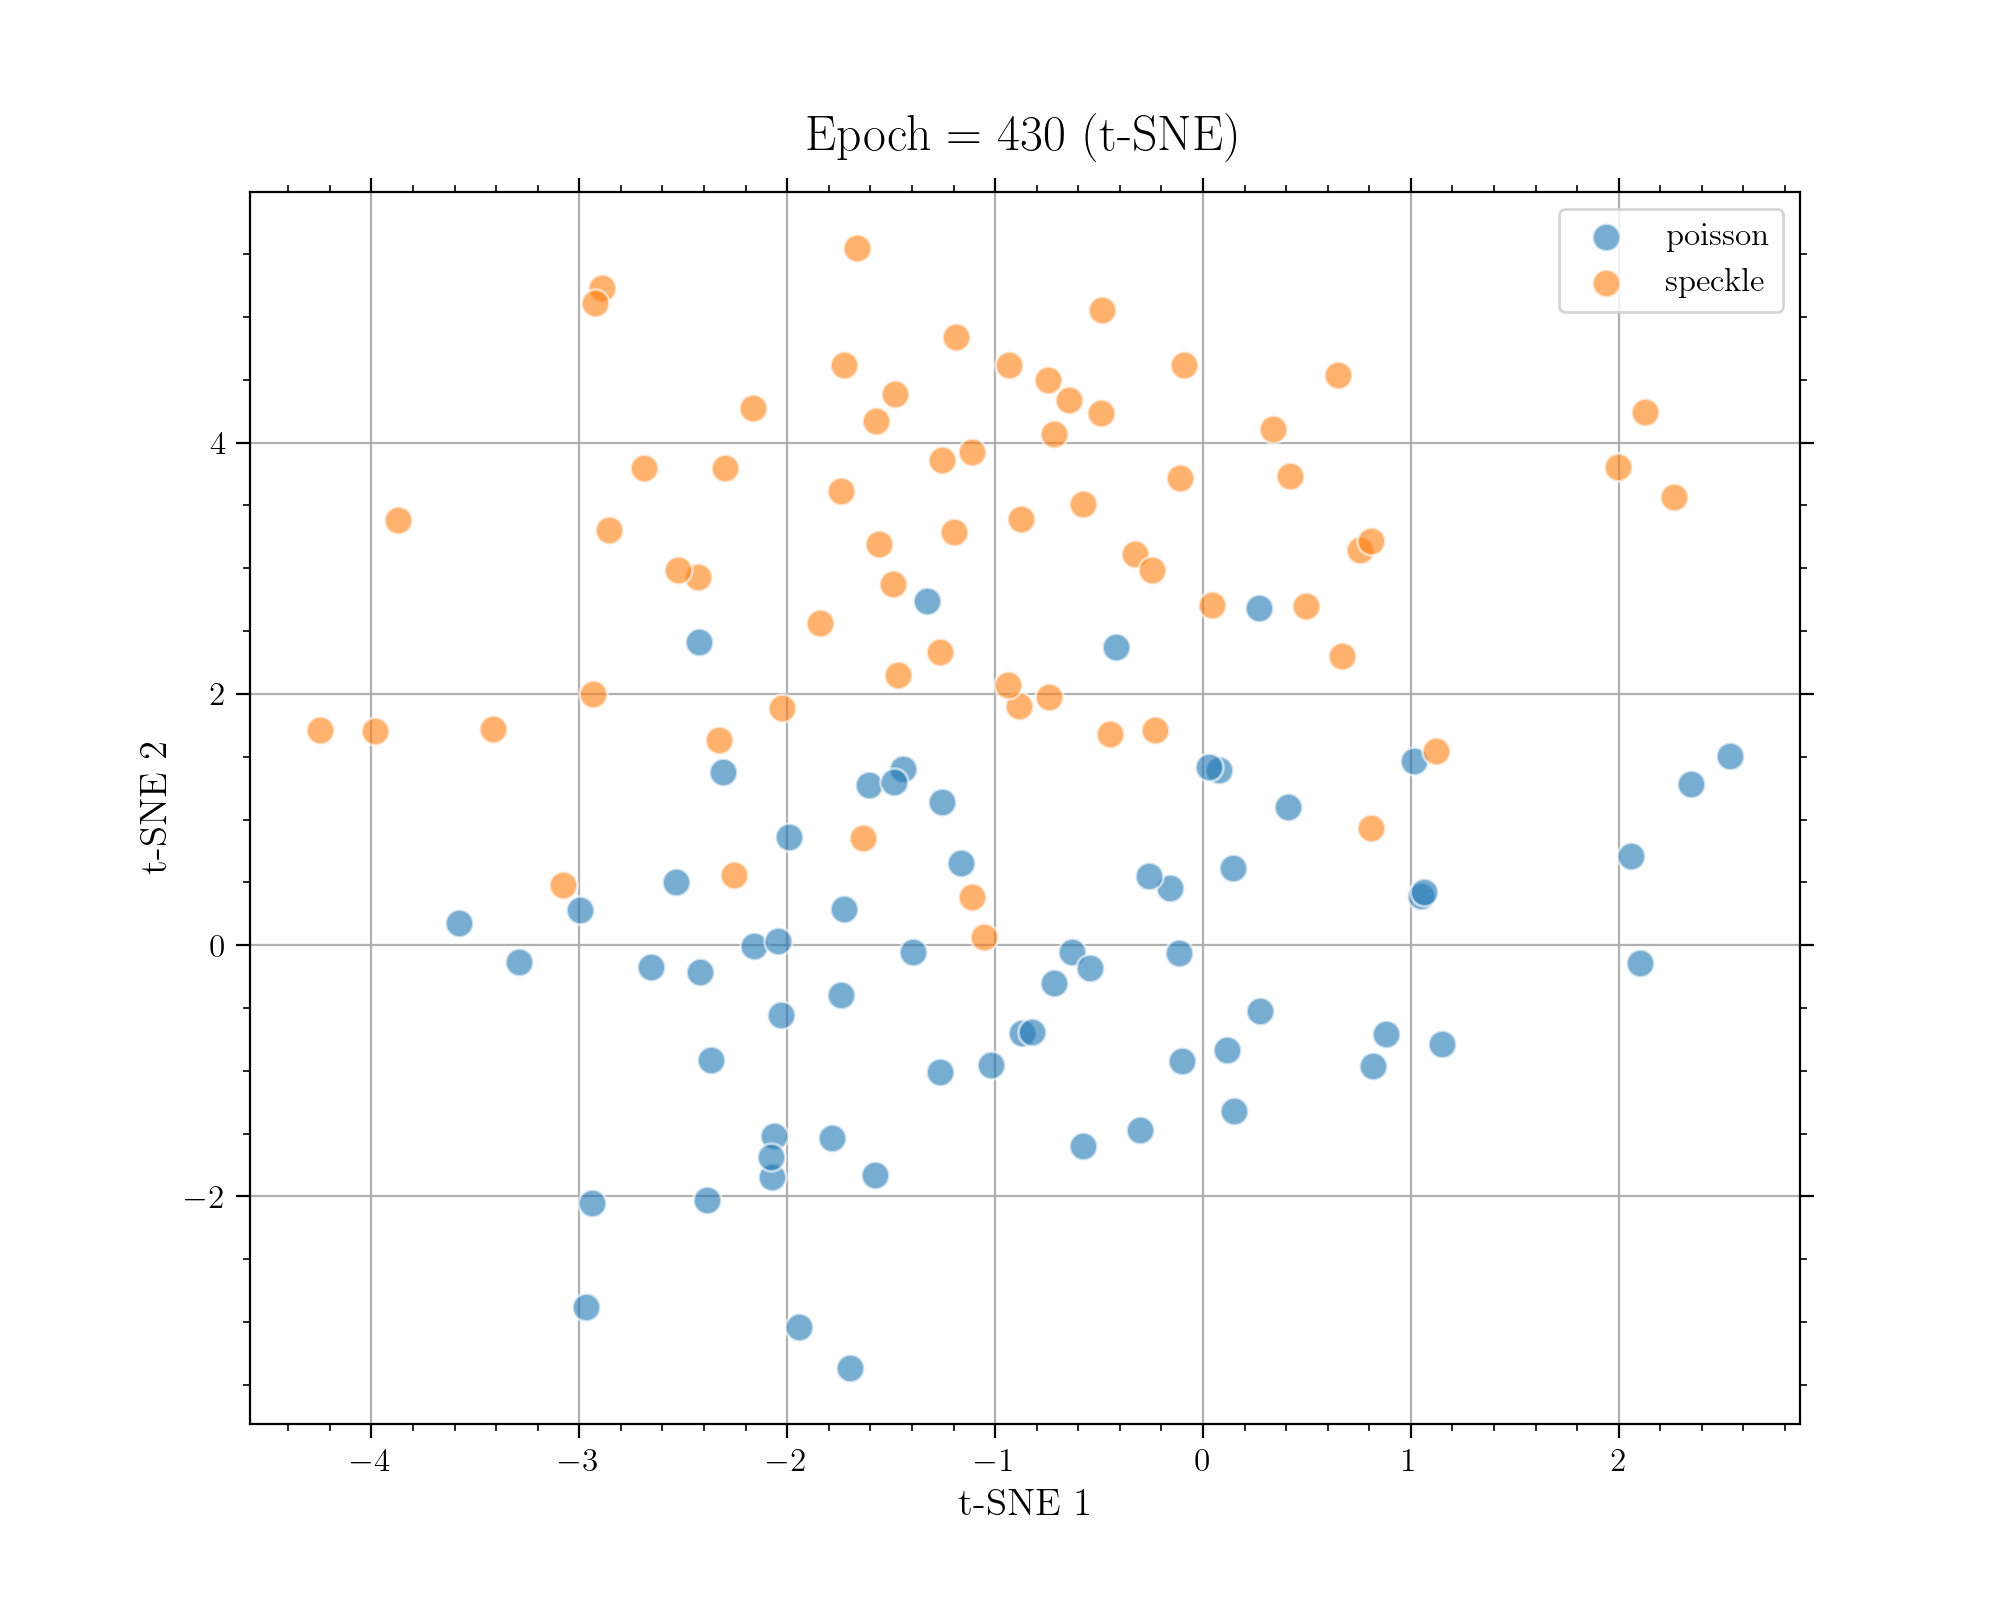 Epoch = 430 (t-SNE)
poisson
speckle
4
2
0
−2
t-SNE 2
−4
−3
−2
−1
0
1
2
t-SNE 1